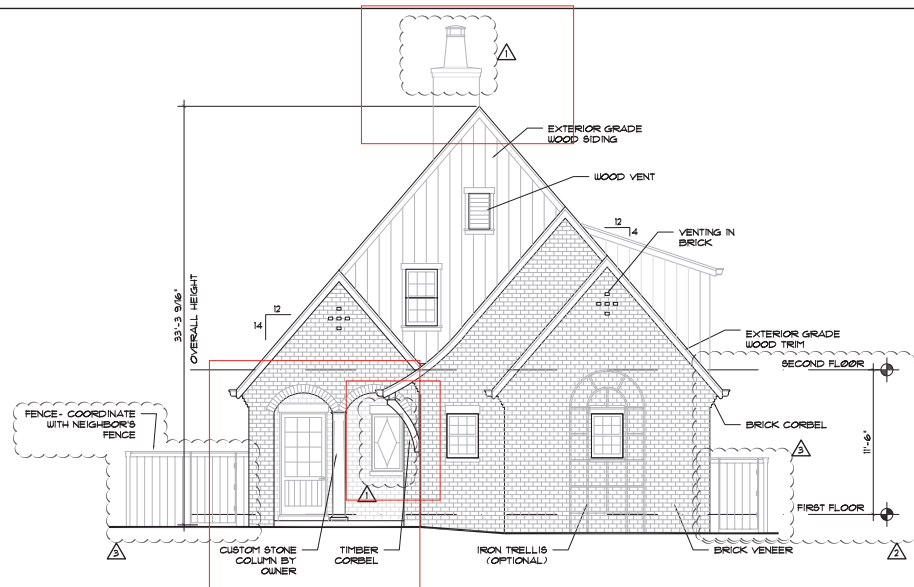 1
EXTERIOR GRADE
WOOD SIDING
WOOD VENT
12
4
VENTING IN
BRICK
33'-3 9/16"
OVERALL HEIGHT
12
14
EXTERIOR GRADE
WOOD TRIM
SECOND FLOOR
FENCE- COORDINATE
WITH NEIGHBOR'S
FENCE
BRICK CORBEL
11'-6"
3
1
FIRST FLOOR
3
CUSTOM STONE
COLUMN BY
OWNER
TIMBER
CORBEL
IRON TRELLIS
(OPTIONAL)
BRICK VENEER
2